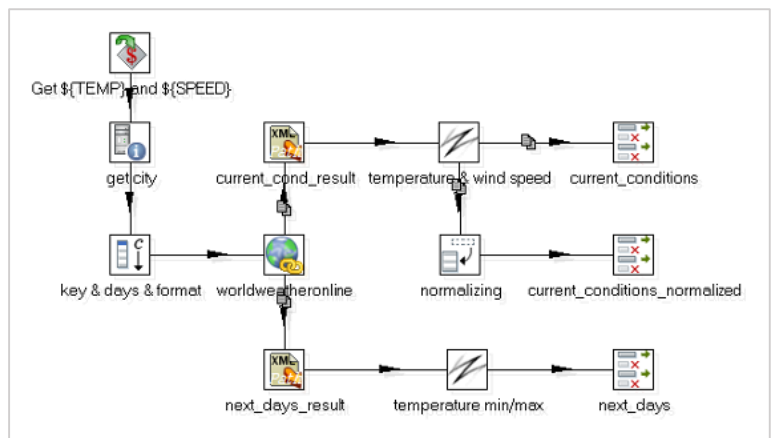 Get ${TEMP} and ${SPEED}
get city
current_cond_result
temperature & wind speed
current_conditions
key & days & format
worldweatheronline
normalizing
current_conditions_normalized
next_days_result
temperature min/max
next_days